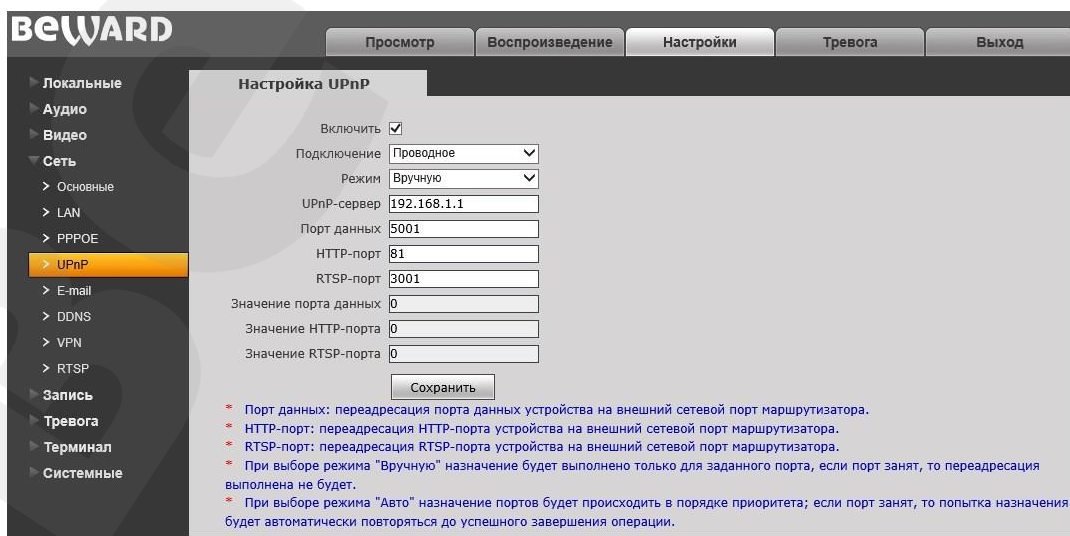 BEWARD
Просмотр Воспроизведение Настройки Тревога Выход
Локальные
Аудио
Видео
Сеть
> Основные
> LAN
> PPPOE
> UPnP
> E-mail
> DDNS
> VPN
> RTSP
Запись
Тревога
Терминал
Системные
Настройка UPnP
Включить
Подключение Проводное
Режим Вручную
UPnP-сервер 192.168.1.1
Порт данных 5001
HTTP-порт 81
RTSP-порт 3001
Значение порта данных 0
Значение HTTP-порта 0
Значение RTSP-порта 0
Сохранить
* Порт данных: переадресация порта данных устройства на внешний сетевой порт маршрутизатора.
* HTTP-порт: переадресация HTTP-порта устройства на внешний сетевой порт маршрутизатора.
* RTSP-порт: переадресация RTSP-порта устройства на внешний сетевой порт маршрутизатора.
* При выборе режима "Вручную" назначение будет выполнено только для заданного порта, если порт занят, то переадресация
выполнена не будет.
* При выборе режима "Авто" назначение портов будет происходить в порядке приоритета; если порт занят, то попытка назначения
будет автоматически повторяться до успешного завершения операции.